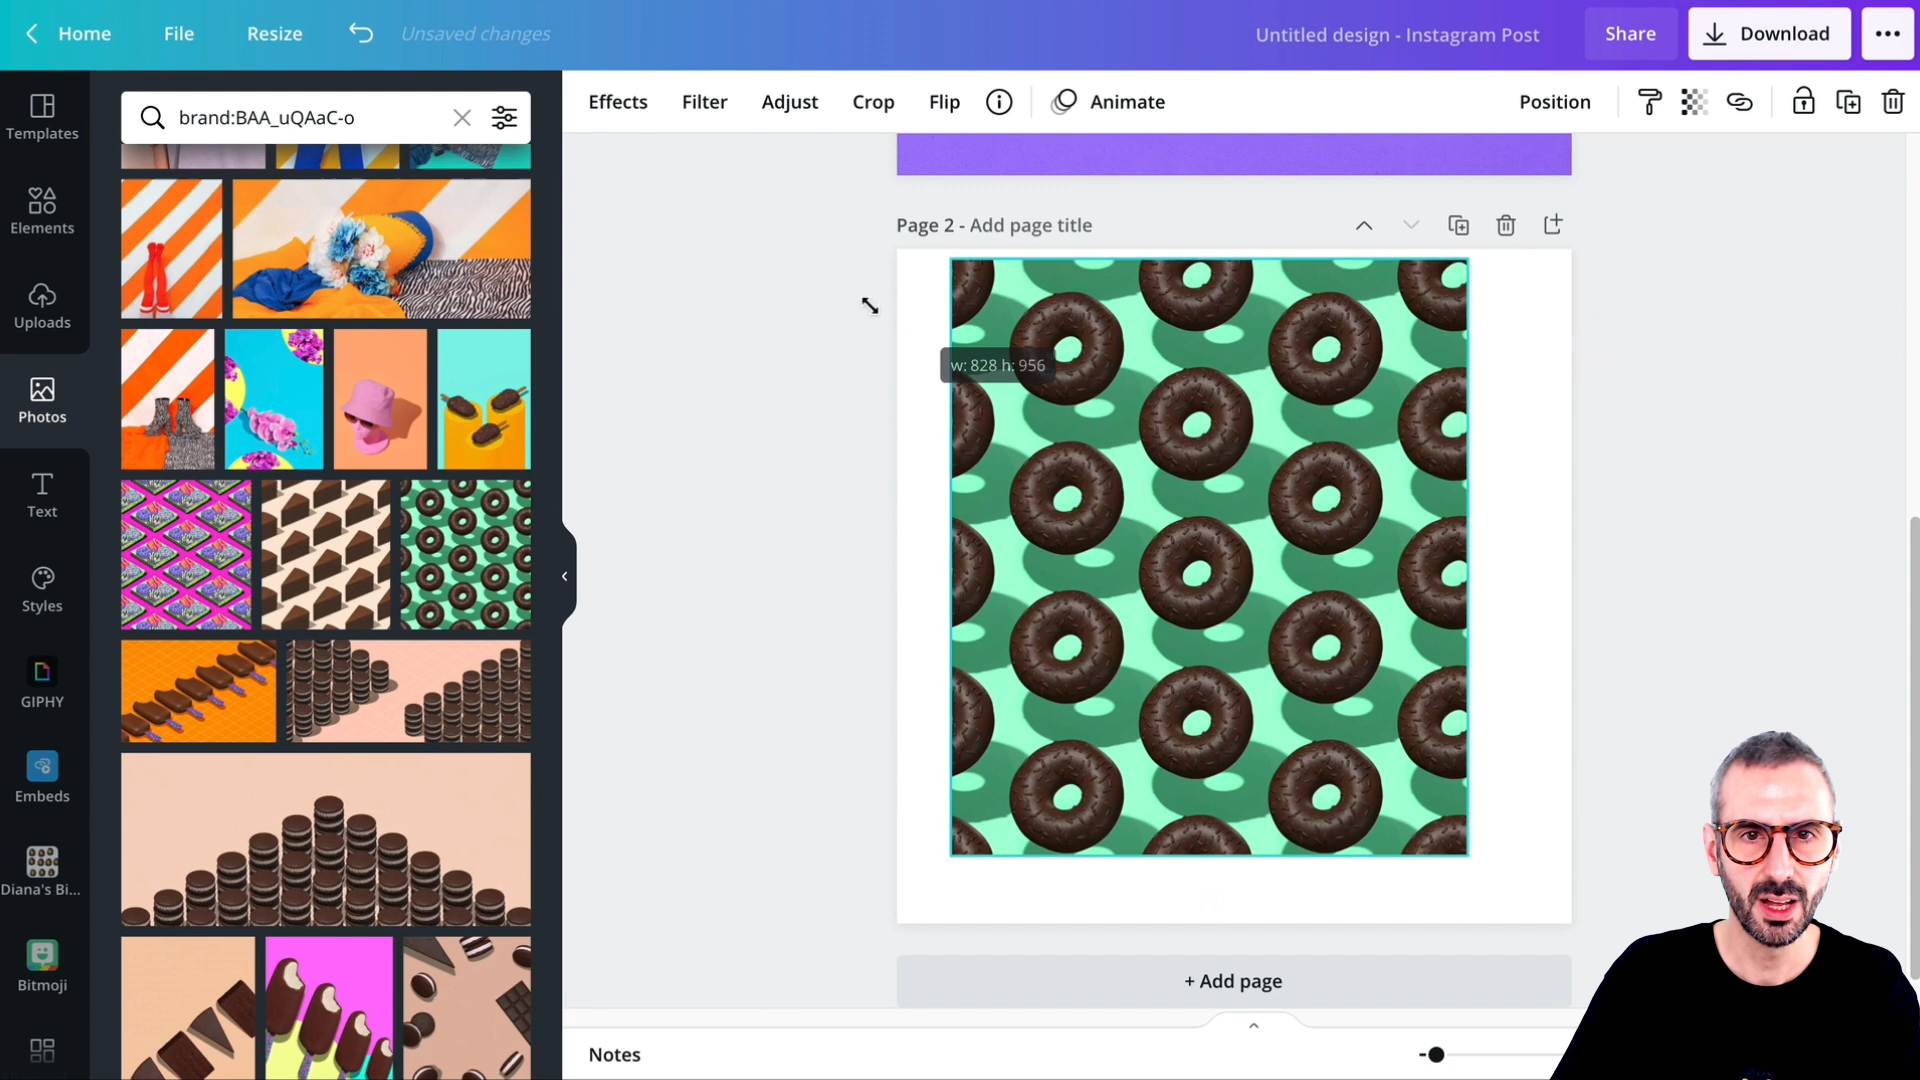 Home
File
Resize
Unsaved changes
Untitled design - Instagram Post
Share
Download
Templates
Elements
Uploads
Photos
Text
Styles
GIPHY
Embeds
Diana's Bi...
Bitmoji
brand:BAA_uQAaC-o
Effects
Filter
Adjust
Crop
Flip
Animate
Position
Page 2 - Add page title
w: 828 h: 956
+ Add page
Notes